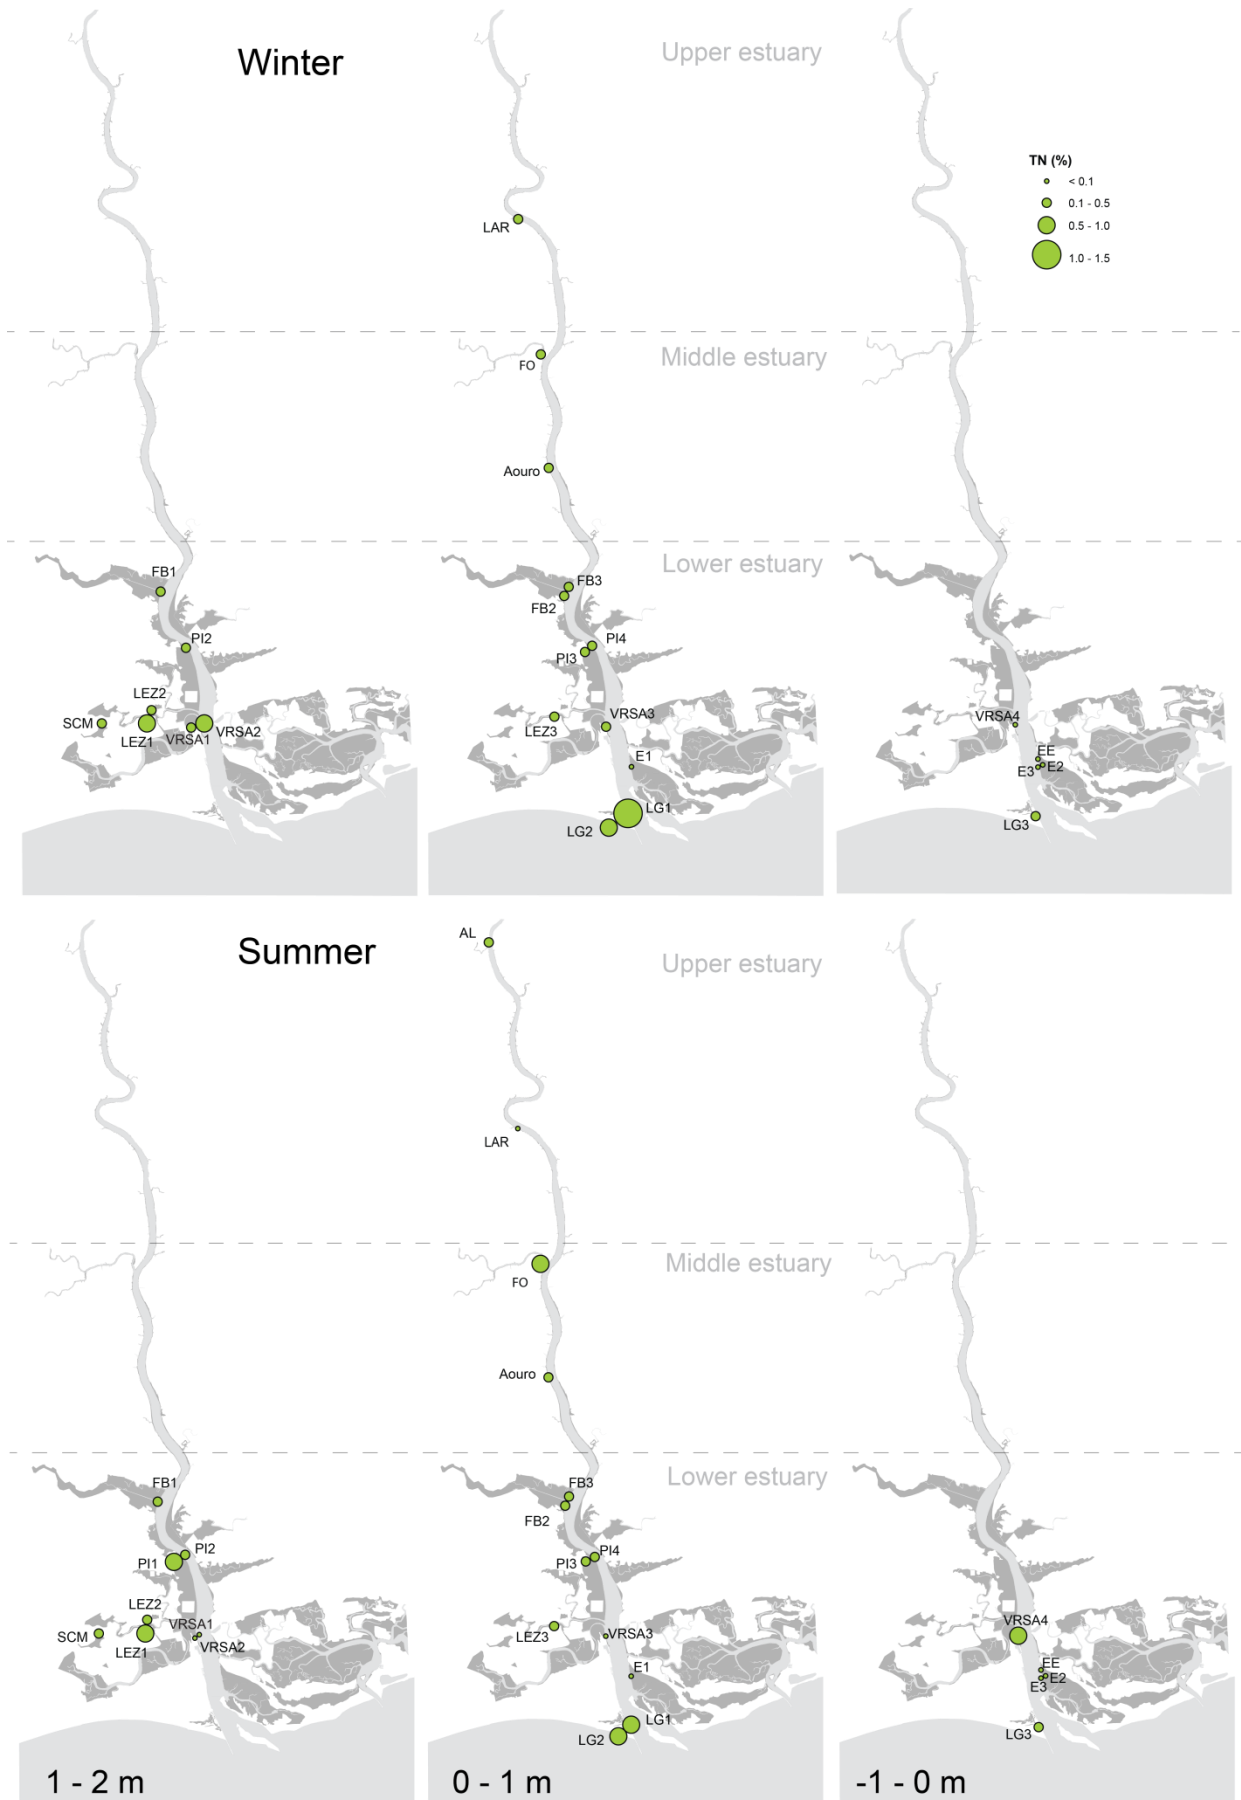 Winter
Upper estuary
TN (%)
< 0.1
0.1 - 0.5
0.5 - 1.0
1.0 - 1.5
LAR
Middle estuary
FO
Aouro
Lower estuary
FB1
PI2
LEZ2
SCM
LEZ1
VRSA1
VRSA2
FB3
FB2
PI4
PI3
LEZ3
VRSA3
E1
LG1
LG2
VRSA4
EE
E3
E2
LG3
Summer
AL
Upper estuary
LAR
Middle estuary
FO
Aouro
Lower estuary
FB1
PI2
PI1
LEZ2
SCM
LEZ1
VRSA1
VRSA2
FB3
FB2
PI4
PI3
LEZ3
VRSA3
E1
LG1
LG2
VRSA4
EE
E2
E3
LG3
1 - 2 m
0 - 1 m
-1 - 0 m